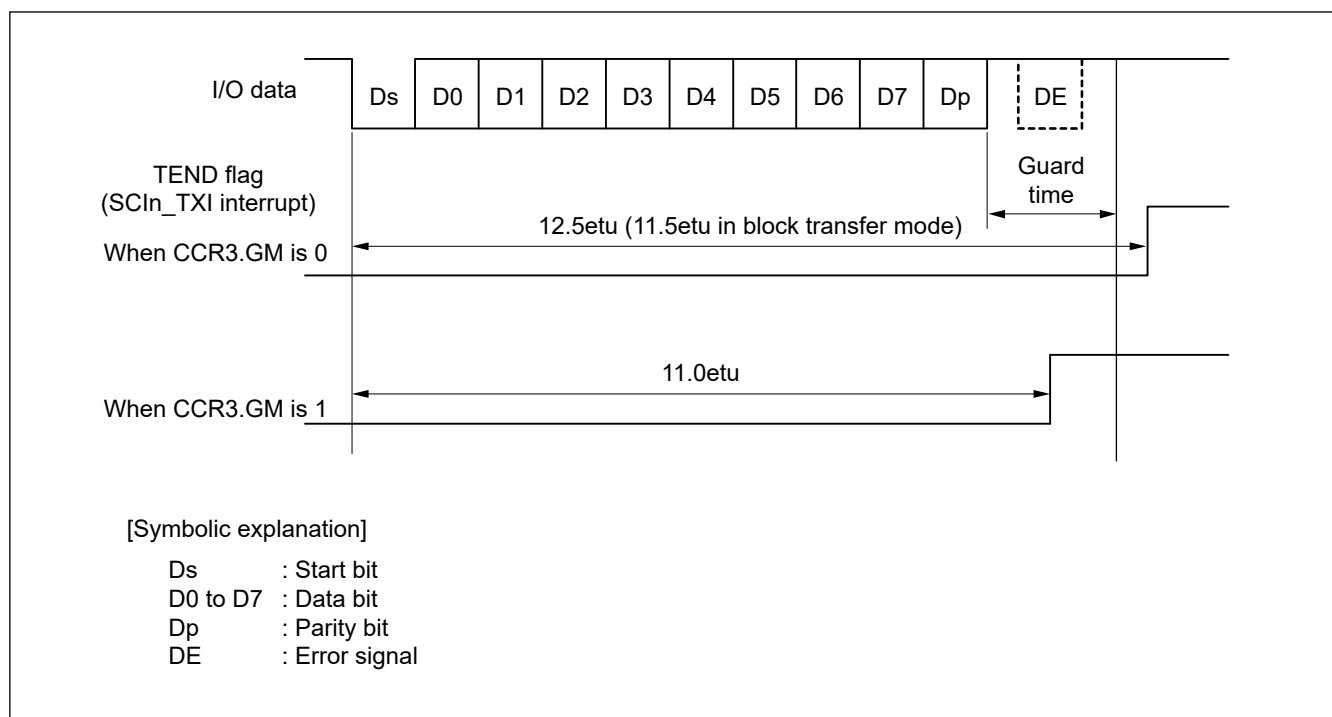 I/O data
Ds D0 D1 D2 D3 D4 D5 D6 D7 Dp DE
TEND flag
(SCIn_TXI interrupt)
Guard
time
12.5etu (11.5etu in block transfer mode)
When CCR3.GM is 0
11.0etu
When CCR3.GM is 1
[Symbolic explanation]
Ds : Start bit
D0 to D7 : Data bit
Dp : Parity bit
DE : Error signal